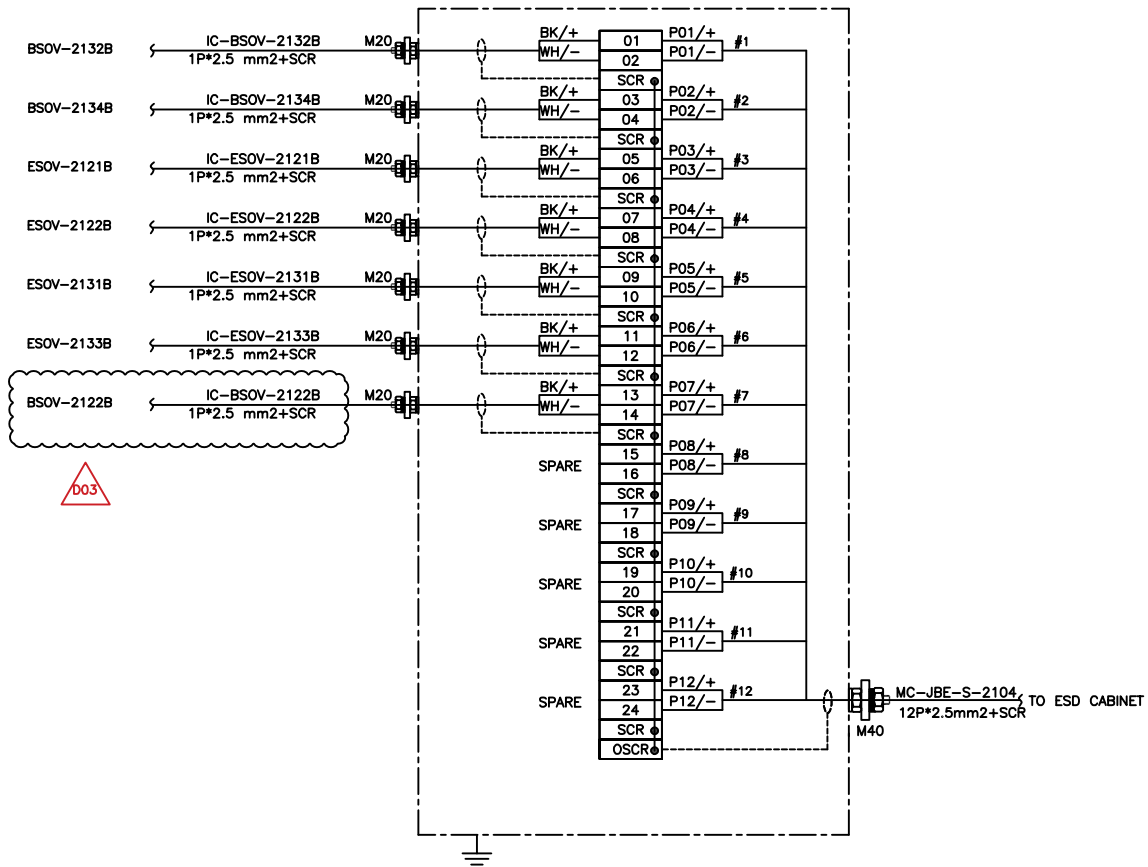 BSOV-2132B IC-BSOV-2132B M20 BK/+ 01 P01/+ #1
1P*2.5 mm2+SCR WH/- 02 P01/-
SCR
BSOV-2134B IC-BSOV-2134B M20 BK/+ 03 P02/+ #2
1P*2.5 mm2+SCR WH/- 04 P02/-
SCR
ESOV-2121B IC-ESOV-2121B M20 BK/+ 05 P03/+ #3
1P*2.5 mm2+SCR WH/- 06 P03/-
SCR
ESOV-2122B IC-ESOV-2122B M20 BK/+ 07 P04/+ #4
1P*2.5 mm2+SCR WH/- 08 P04/-
SCR
ESOV-2131B IC-ESOV-2131B M20 BK/+ 09 P05/+ #5
1P*2.5 mm2+SCR WH/- 10 P05/-
SCR
ESOV-2133B IC-ESOV-2133B M20 BK/+ 11 P06/+ #6
1P*2.5 mm2+SCR WH/- 12 P06/-
SCR
BSOV-2122B IC-BSOV-2122B M20 BK/+ 13 P07/+ #7
1P*2.5 mm2+SCR WH/- 14 P07/-
SCR
D03
SPARE 15 P08/+ #8
16 P08/-
SCR
SPARE 17 P09/+ #9
18 P09/-
SCR
SPARE 19 P10/+ #10
20 P10/-
SCR
SPARE 21 P11/+ #11
22 P11/-
SCR
SPARE 23 P12/+ #12
24 P12/-
SCR
OSCR
MC-JBE-S-2104 TO ESD CABINET
12P*2.5mm2+SCR
M40